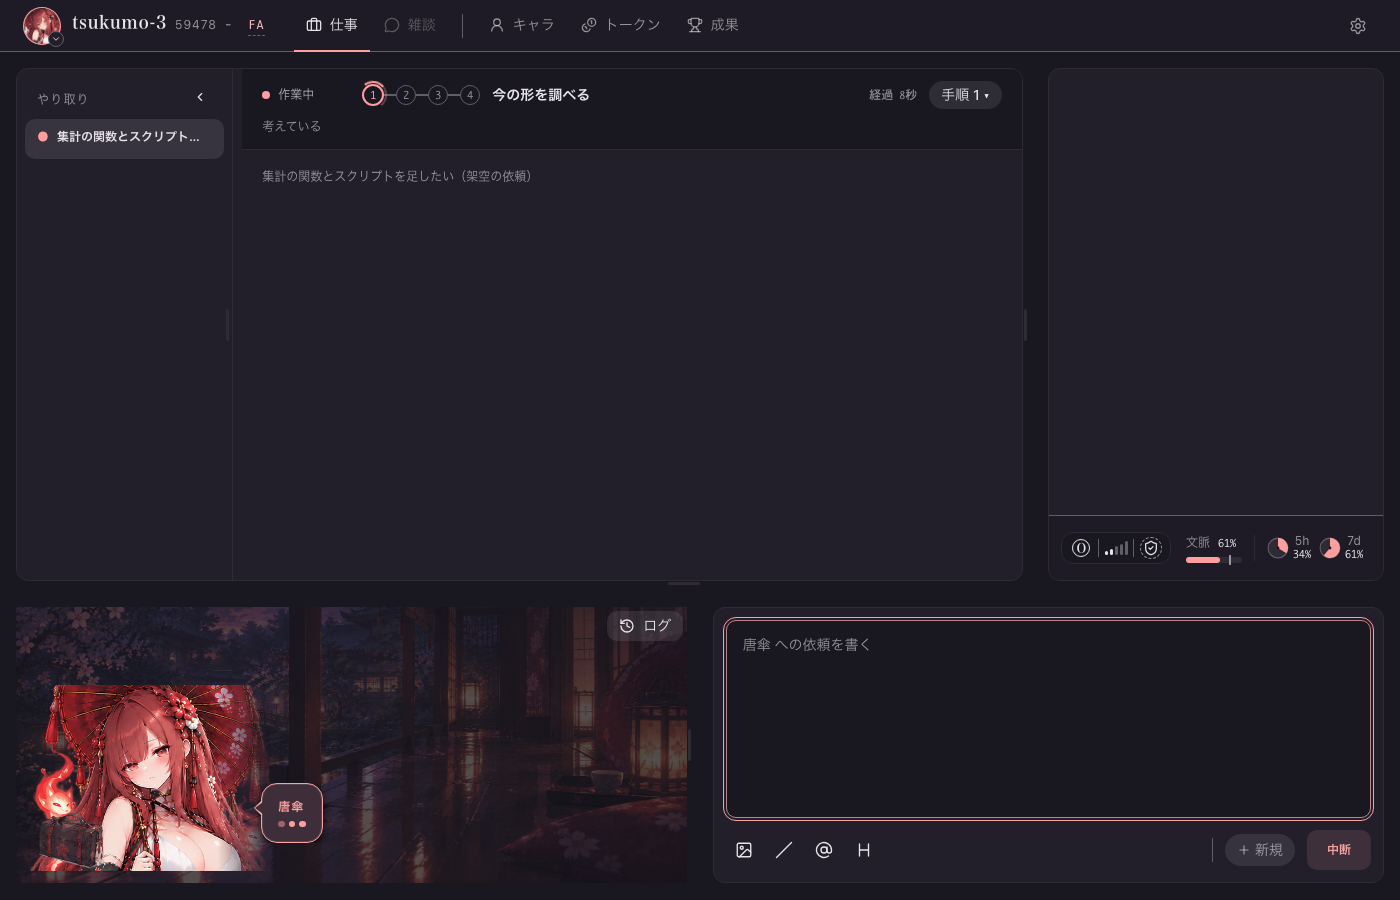 tsukumo-3 59478 - FA 仕事 雑談 キャラ トークン 成果
やり取り
集計の関数とスクリプト…
作業中 1 2 3 4 今の形を調べる 経過 8秒 手順 1 ▾
考えている
集計の関数とスクリプトを足したい（架空の依頼）
文脈 61% 5h 34% 7d 61%
ログ
唐傘
唐傘 への依頼を書く
@ H + 新規 中断